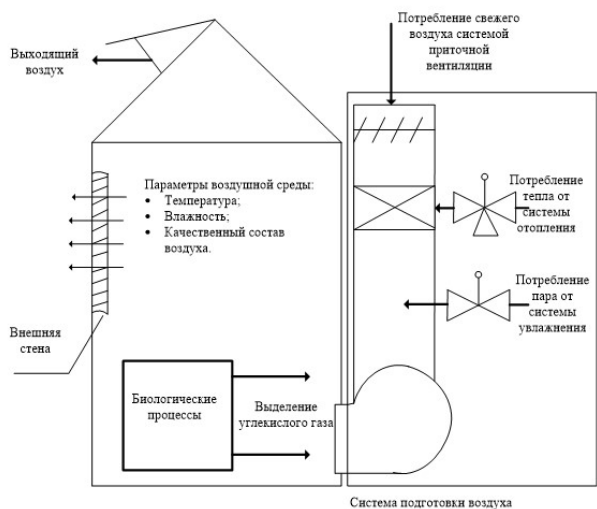 Потребление свежего
воздуха системой
приточной
вентиляции
Выходящий
воздух
Параметры воздушной среды:
• Температура;
• Влажность;
• Качественный состав
воздуха.
Потребление
тепла от
системы
отопления
Потребление
пара от
системы
увлажнения
Внешняя
стена
Биологические
процессы
Выделение
углекислого газа
Система подготовки воздуха